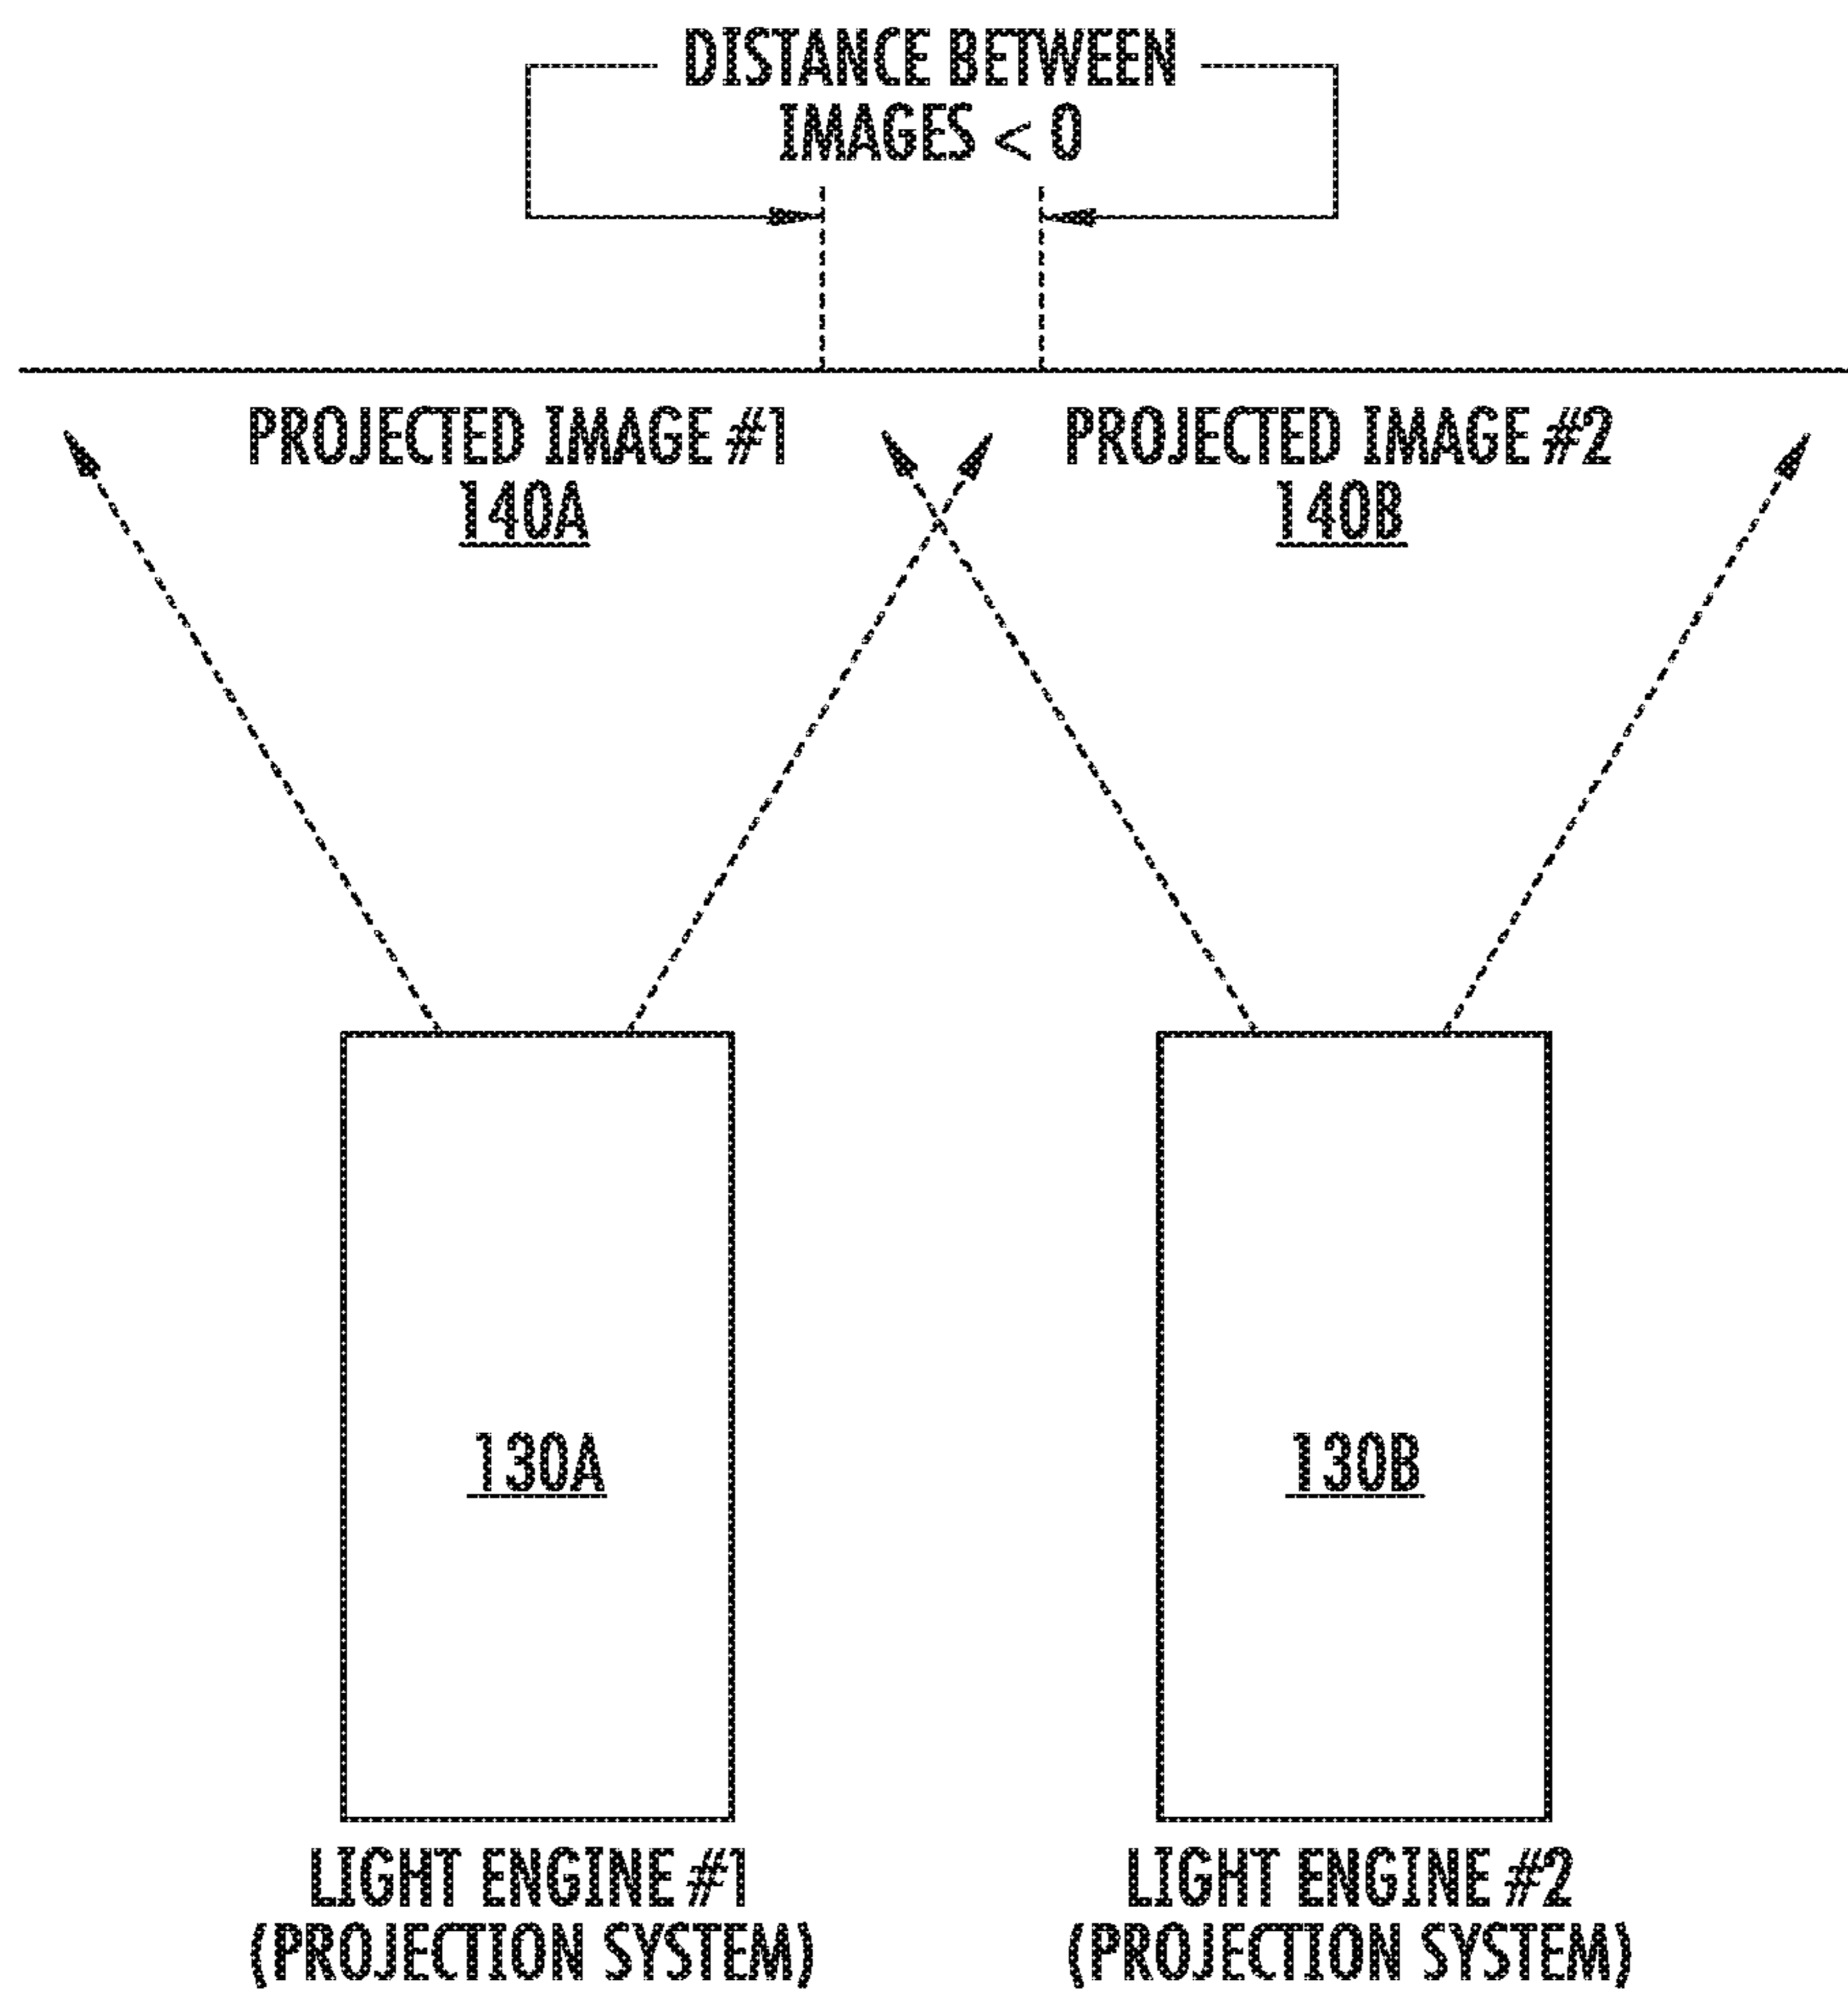 DISTANCE BETWEEN
IMAGES < 0
PROJECTED IMAGE #1
140A
PROJECTED IMAGE #2
140B
130A
130B
LIGHT ENGINE #1
(PROJECTION SYSTEM)
LIGHT ENGINE #2
(PROJECTION SYSTEM)